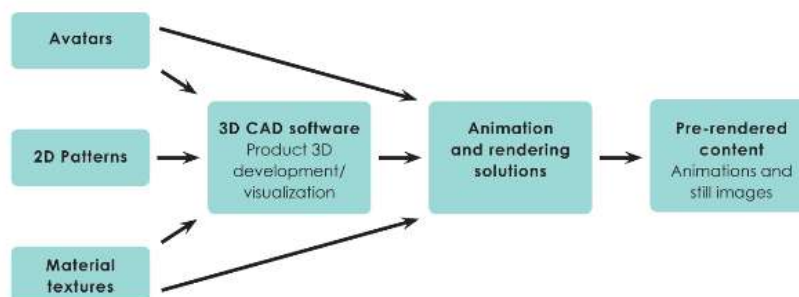 Avatars
2D Patterns
Material
textures
3D CAD software
Product 3D
development/
visualization
Animation
and rendering
solutions
Pre-rendered
content
Animations and
still images